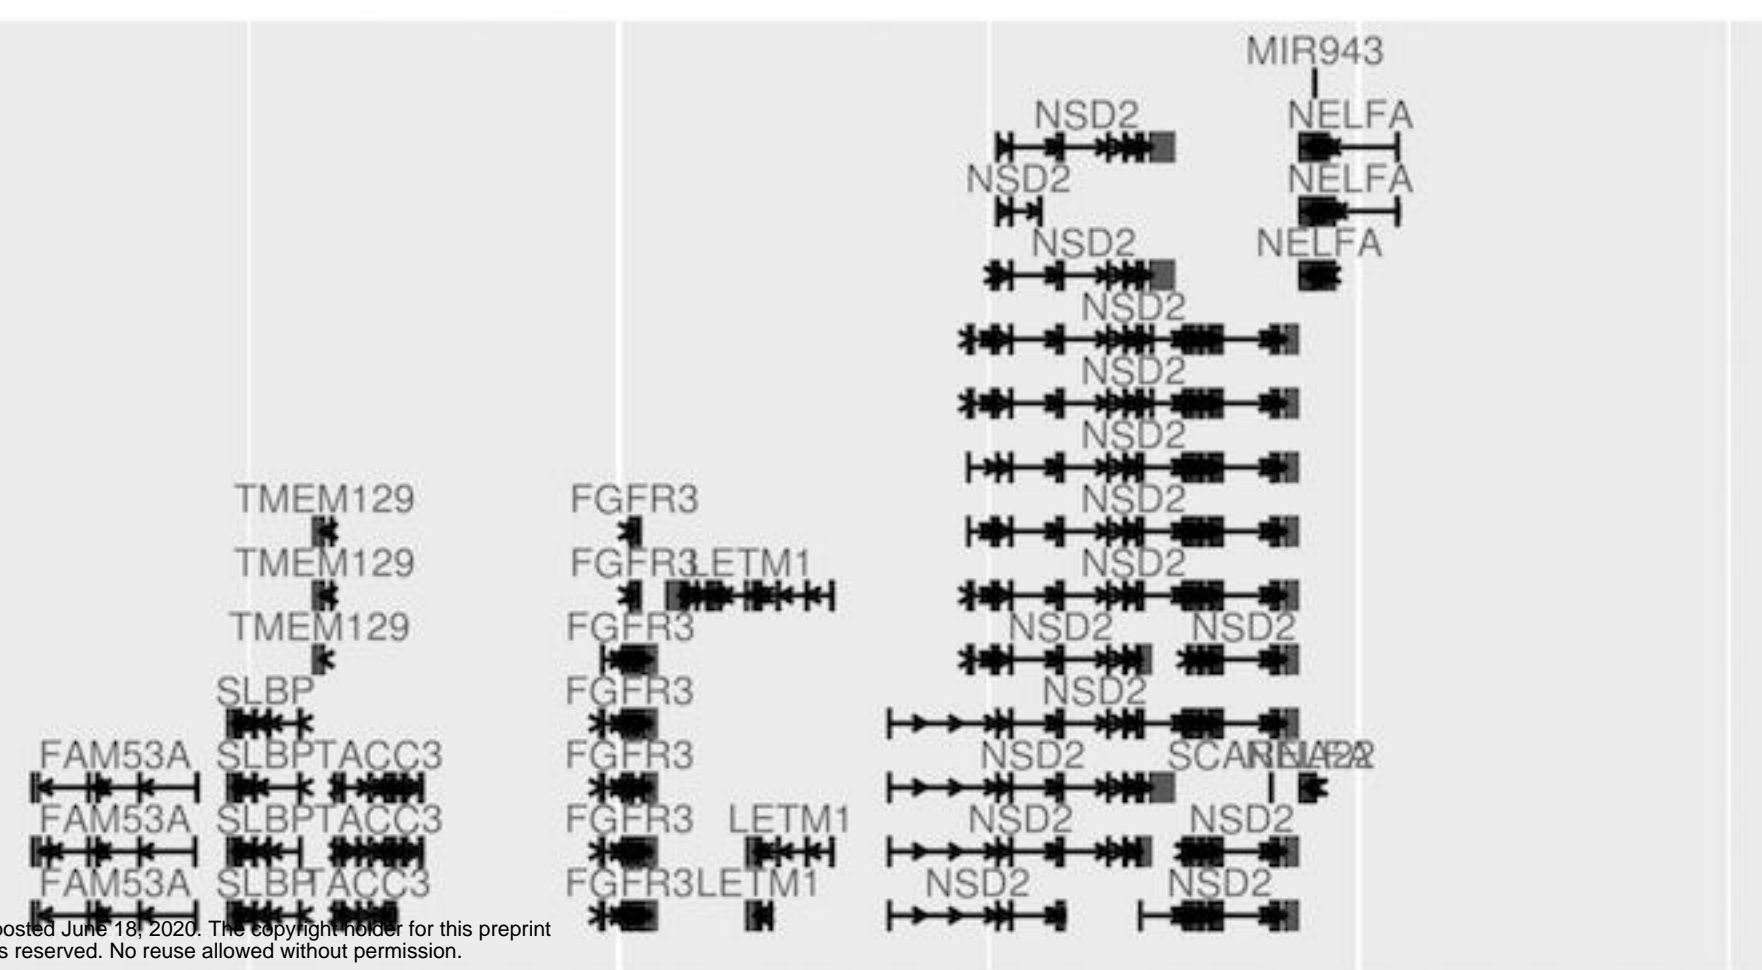 MIR943
NSD2 NELFA
NSD2 NELFA
NSD2 NELFA
NSD2
NSD2
NSD2
TMEM129 FGFR3 NSD2
TMEM129 FGFR3 LETM1 NSD2
TMEM129 FGFR3 NSD2 NSD2
SLBP FGFR3 NSD2
FAM53A SLBP TACC3 FGFR3 NSD2 SCARNA22 NELFA
FAM53A SLBP TACC3 FGFR3 LETM1 NSD2 NSD2
FAM53A SLBP TACC3 FGFR3 LETM1 NSD2 NSD2
posted June 18, 2020. The copyright holder for this preprint
s reserved. No reuse allowed without permission.